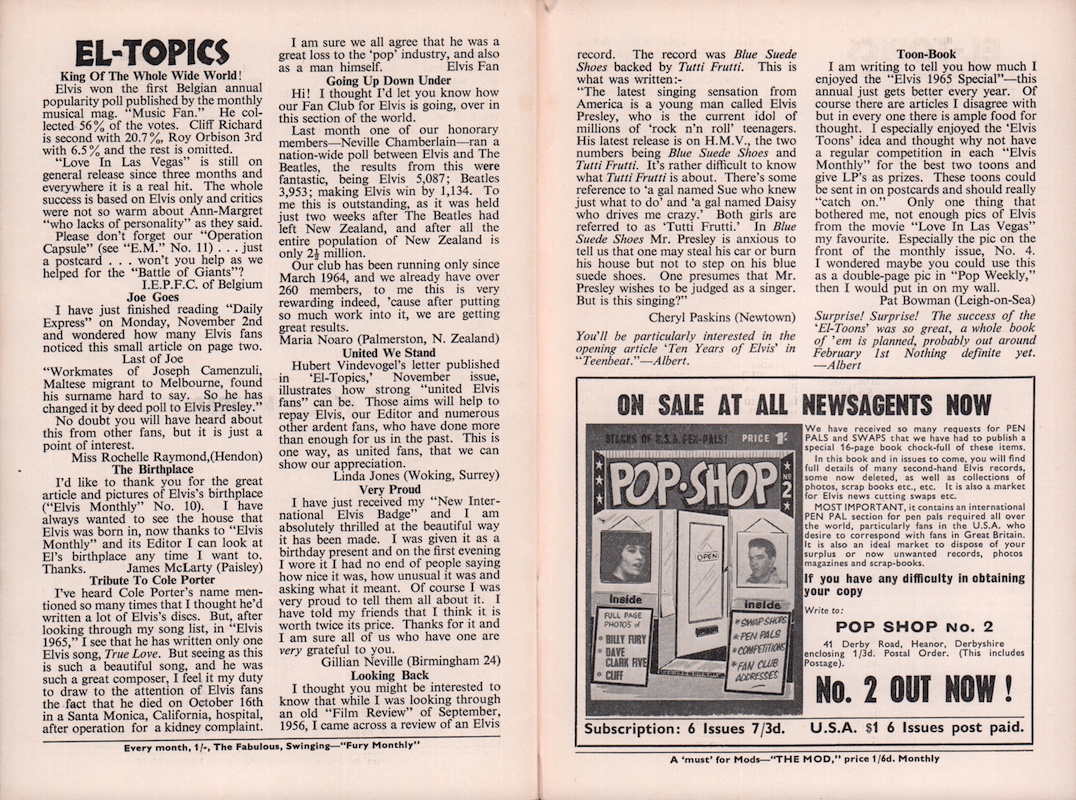 EL-TOPICS
King Of The Whole Wide World!
Elvis won the first Belgian annual
popularity poll published by the monthly
musical mag. “Music Fan.” He col-
lected 56% of the votes. Cliff Richard
is second with 20.7%, Roy Orbison 3rd
with 6.5% and the rest is omitted.
“Love In Las Vegas” is still on
general release since three months and
everywhere it is a real hit. The whole
success is based on Elvis only and critics
were not so warm about Ann-Margret
“who lacks of personality” as they said.
Please don’t forget our “Operation
Capsule” (see “E.M.” No. 11) . . . just
a postcard . . . won’t you help as we
helped for the “Battle of Giants”?
I.E.P.F.C. of Belgium
Joe Goes
I have just finished reading “Daily
Express” on Monday, November 2nd
and wondered how many Elvis fans
noticed this small article on page two.
Last of Joe
“Workmates of Joseph Camenzuli,
Maltese migrant to Melbourne, found
his surname hard to say. So he has
changed it by deed poll to Elvis Presley.”
No doubt you will have heard about
this from other fans, but it is just a
point of interest.
Miss Rochelle Raymond,(Hendon)
The Birthplace
I’d like to thank you for the great
article and pictures of Elvis’s birthplace
(“Elvis Monthly” No. 10). I have
always wanted to see the house that
Elvis was born in, now thanks to “Elvis
Monthly” and its Editor I can look at
El’s birthplace any time I want to.
Thanks. James McLarty (Paisley)
Tribute To Cole Porter
I’ve heard Cole Porter’s name men-
tioned so many times that I thought he’d
written a lot of Elvis’s discs. But, after
looking through my song list, in “Elvis
1965,” I see that he has written only one
Elvis song, True Love. But seeing as this
is such a beautiful song, and he was
such a great composer, I feel it my duty
to draw to the attention of Elvis fans
the fact that he died on October 16th
in a Santa Monica, California, hospital,
after operation for a kidney complaint.
I am sure we all agree that he was a
great loss to the ‘pop’ industry, and also
as a man himself. Elvis Fan
Going Up Down Under
Hi! I thought I’d let you know how
our Fan Club for Elvis is going, over in
this section of the world.
Last month one of our honorary
members—Neville Chamberlain—ran a
nation-wide poll between Elvis and The
Beatles, the results from this were
fantastic, being Elvis 5,087; Beatles
3,953; making Elvis win by 1,134. To
me this is outstanding, as it was held
just two weeks after The Beatles had
left New Zealand, and after all the
entire population of New Zealand is
only 2½ million.
Our club has been running only since
March 1964, and we already have over
260 members, to me this is very
rewarding indeed, ’cause after putting
so much work into it, we are getting
great results.
Maria Noaro (Palmerston, N. Zealand)
United We Stand
Hubert Vindevogel’s letter published
in ‘El-Topics,’ November issue,
illustrates how strong “united Elvis
fans” can be. Those aims will help to
repay Elvis, our Editor and numerous
other ardent fans, who have done more
than enough for us in the past. This is
one way, as united fans, that we can
show our appreciation.
Linda Jones (Woking, Surrey)
Very Proud
I have just received my “New Inter-
national Elvis Badge” and I am
absolutely thrilled at the beautiful way
it has been made. I was given it as a
birthday present and on the first evening
I wore it I had no end of people saying
how nice it was, how unusual it was and
asking what it meant. Of course I was
very proud to tell them all about it. I
have told my friends that I think it is
worth twice its price. Thanks for it and
I am sure all of us who have one are
very grateful to you.
Gillian Neville (Birmingham 24)
Looking Back
I thought you might be interested to
know that while I was looking through
an old “Film Review” of September,
1956, I came across a review of an Elvis
Every month, 1/-, The Fabulous, Swinging—“Fury Monthly”
record. The record was Blue Suede
Shoes backed by Tutti Frutti. This is
what was written:-
“The latest singing sensation from
America is a young man called Elvis
Presley, who is the current idol of
millions of ‘rock n’n roll’ teenagers.
His latest release is on H.M.V., the two
numbers being Blue Suede Shoes and
Tutti Frutti. It’s rather difficult to know
what Tutti Frutti is about. There’s some
reference to ‘a gal named Sue who knew
just what to do’ and ‘a gal named Daisy
who drives me crazy.’ Both girls are
referred to as ‘Tutti Frutti.’ In Blue
Suede Shoes Mr. Presley is anxious to
tell us that one may steal his car or burn
his house but not to step on his blue
suede shoes. One presumes that Mr.
Presley wishes to be judged as a singer.
But is this singing?”
Cheryl Paskins (Newtown)
You’ll be particularly interested in the
opening article ‘Ten Years of Elvis’ in
“Teenbeat.”—Albert.
Toon-Book
I am writing to tell you how much I
enjoyed the “Elvis 1965 Special”—this
annual just gets better every year. Of
course there are articles I disagree with
but in every one there is ample food for
thought. I especially enjoyed the ‘Elvis
Toons’ idea and thought why not have
a regular competition in each “Elvis
Monthly” for the best two toons and
give LP’s as prizes. These toons could
be sent in on postcards and should really
“catch on.” Only one thing that
bothered me, not enough pics of Elvis
from the movie “Love In Las Vegas”
my favourite. Especially the pic on the
front of the monthly issue, No. 4.
I wondered maybe you could use this
as a double-page pic in “Pop Weekly,”
then I would put in on my wall.
Pat Bowman (Leigh-on-Sea)
Surprise! Surprise! The success of the
‘El-Toons’ was so great, a whole book
of ’em is planned, probably out around
February 1st Nothing definite yet.
—Albert
ON SALE AT ALL NEWSAGENTS NOW
STACKS OF U.S.A. PEN-PALS! PRICE 1/-
POP•SHOP
No 2
OPEN
inside
FULL PAGE
PHOTOS of
BILLY FURY
DAVE
CLARK FIVE
CLIFF
inside
SWAP SHOPS
PEN PALS
COMPETITIONS
FAN CLUB
ADDRESSES
We have received so many requests for PEN
PALS and SWAPS that we have had to publish a
special 16-page book chock-full of these items.
In this book and in issues to come, you will find
full details of many second-hand Elvis records,
some now deleted, as well as collections of
photos, scrap books etc., etc. It is also a market
for Elvis news cutting swaps etc.
MOST IMPORTANT, it contains an international
PEN PAL section for pen pals required all over
the world, particularly fans in the U.S.A. who
desire to correspond with fans in Great Britain.
It is also an ideal market to dispose of your
surplus or now unwanted records, photos
magazines and scrap-books.
If you have any difficulty in obtaining
your copy
Write to:
POP SHOP No. 2
41 Derby Road, Heanor, Derbyshire
enclosing 1/3d. Postal Order. (This includes
Postage).
No. 2 OUT NOW !
Subscription: 6 Issues 7/3d. U.S.A. $1 6 Issues post paid.
A ‘must’ for Mods—“THE MOD,” price 1/6d. Monthly